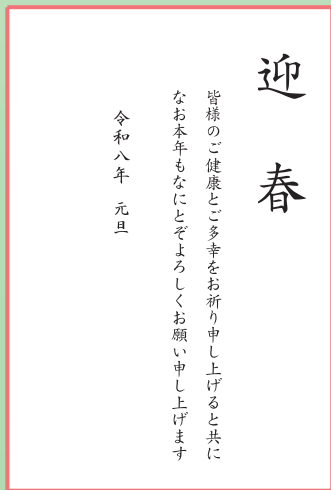 迎春
皆様のご健康とご多幸をお祈り申し上げると共に
なお本年もなにとぞよろしくお願い申し上げます
令和八年　元旦